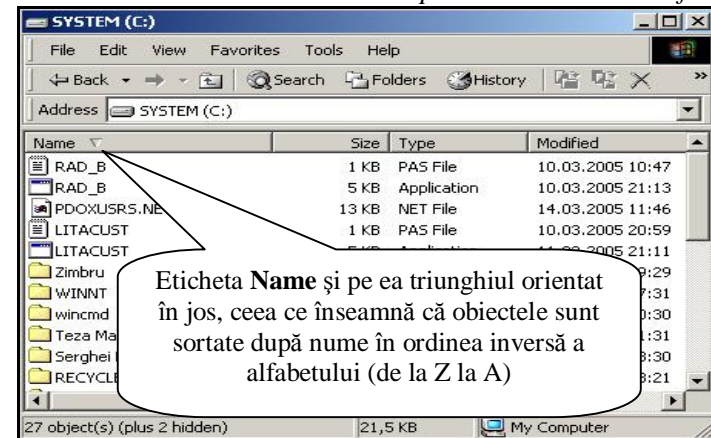 SYSTEM (C:)
File Edit View Favorites Tools Help
Back Search Folders History »
Address SYSTEM (C:)
Name Size Type Modified
RAD_B 1 KB PAS File 10.03.2005 10:47
RAD_B 5 KB Application 10.03.2005 21:13
PDOXUSRS.NE 13 KB NET File 14.03.2005 11:46
LITACUST 1 KB PAS File 10.03.2005 20:59
LITACUST 21:11
Zimbru
WINNT
wincmd
Teza
Serghei
Eticheta Name şi pe ea triunghiul orientat
în jos, ceea ce înseamnă că obiectele sunt
sortate după nume în ordinea inversă a
alfabetului (de la Z la A)
27 object(s) (plus 2 hidden) 21,5 KB My Computer